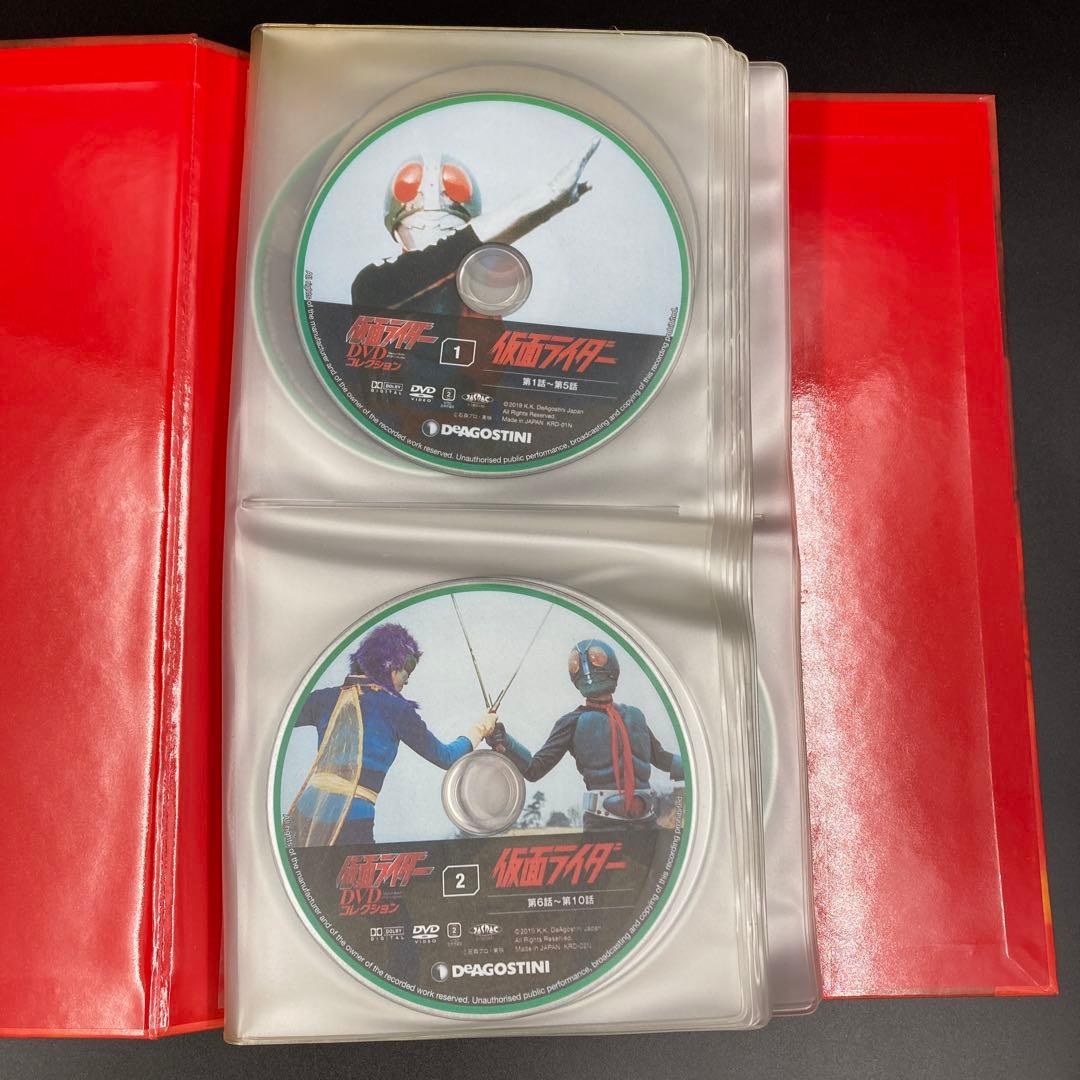 仮面ライダー
DVD
コレクション
1
仮面ライダー
第1話~第5話
DOLBY
DIGITAL
DVD
VIDEO
2
JASRAC
©2019 K.K. DeAgostini Japan
All Rights Reserved.
Made in JAPAN KRD-01N
©石森プロ・東映
DeAGOSTINI
All rights of the manufacturer and of the owner of the recorded work reserved. Unauthorised public performance, broadcasting and copying of this recording prohibited.
仮面ライダー
DVD
コレクション
2
仮面ライダー
第6話~第10話
DOLBY
DIGITAL
DVD
VIDEO
2
JASRAC
©2019 K.K. DeAgostini Japan
All Rights Reserved.
Made in JAPAN KRD-02N
©石森プロ・東映
DeAGOSTINI
All rights of the manufacturer and of the owner of the recorded work reserved. Unauthorised public performance, broadcasting and copying of this recording prohibited.